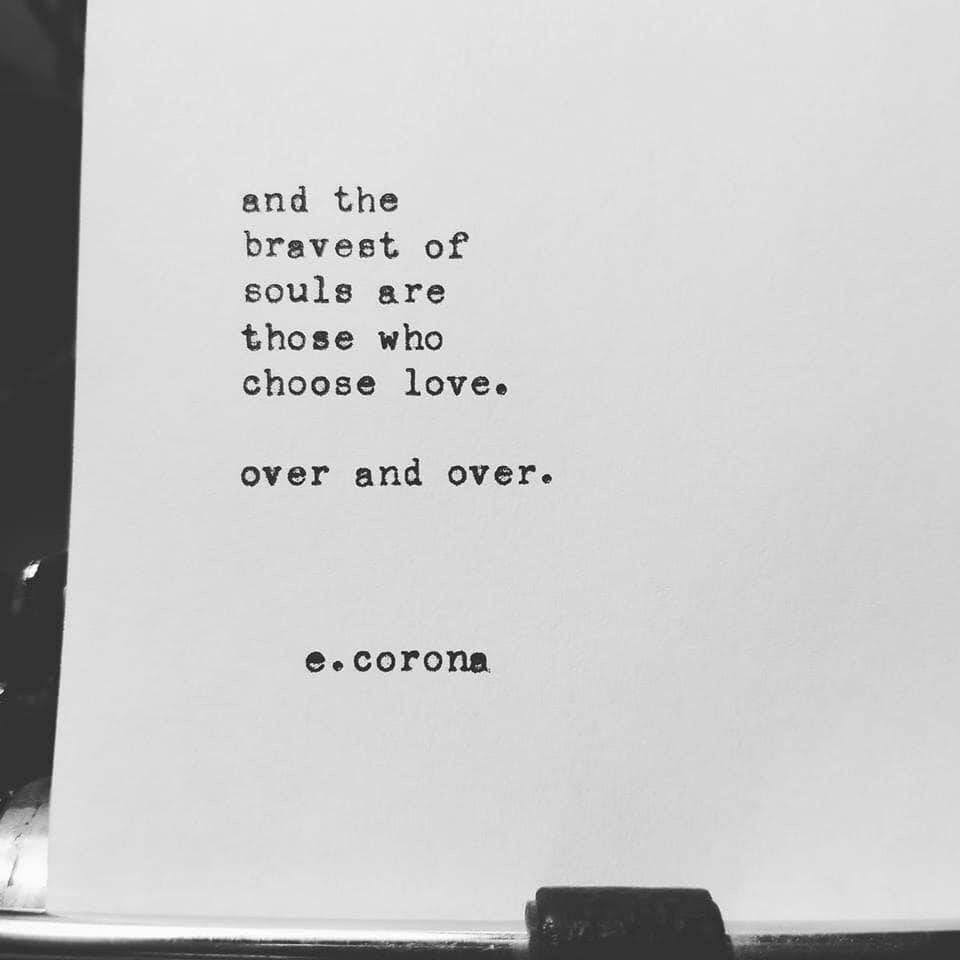 and the
bravest of
souls are
those who
choose love.
over and over.
e.corona